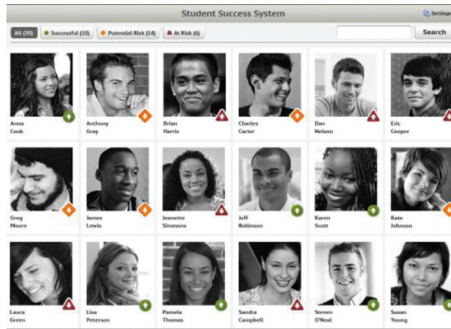 Student Success System
Settings
All (30)
Successful (10)
Potential Risk (14)
At Risk (6)
Search
Anna
Cook
Anthony
Gray
Brian
Harris
Charles
Carter
Dan
Nelson
Eric
Cooper
Greg
Moore
James
Lewis
Jeanette
Simmons
Jeff
Robinson
Karen
Scott
Kate
Johnson
Laura
Green
Lisa
Peterson
Pamela
Thomas
Sandra
Campbell
Steven
O'Neal
Susan
Young